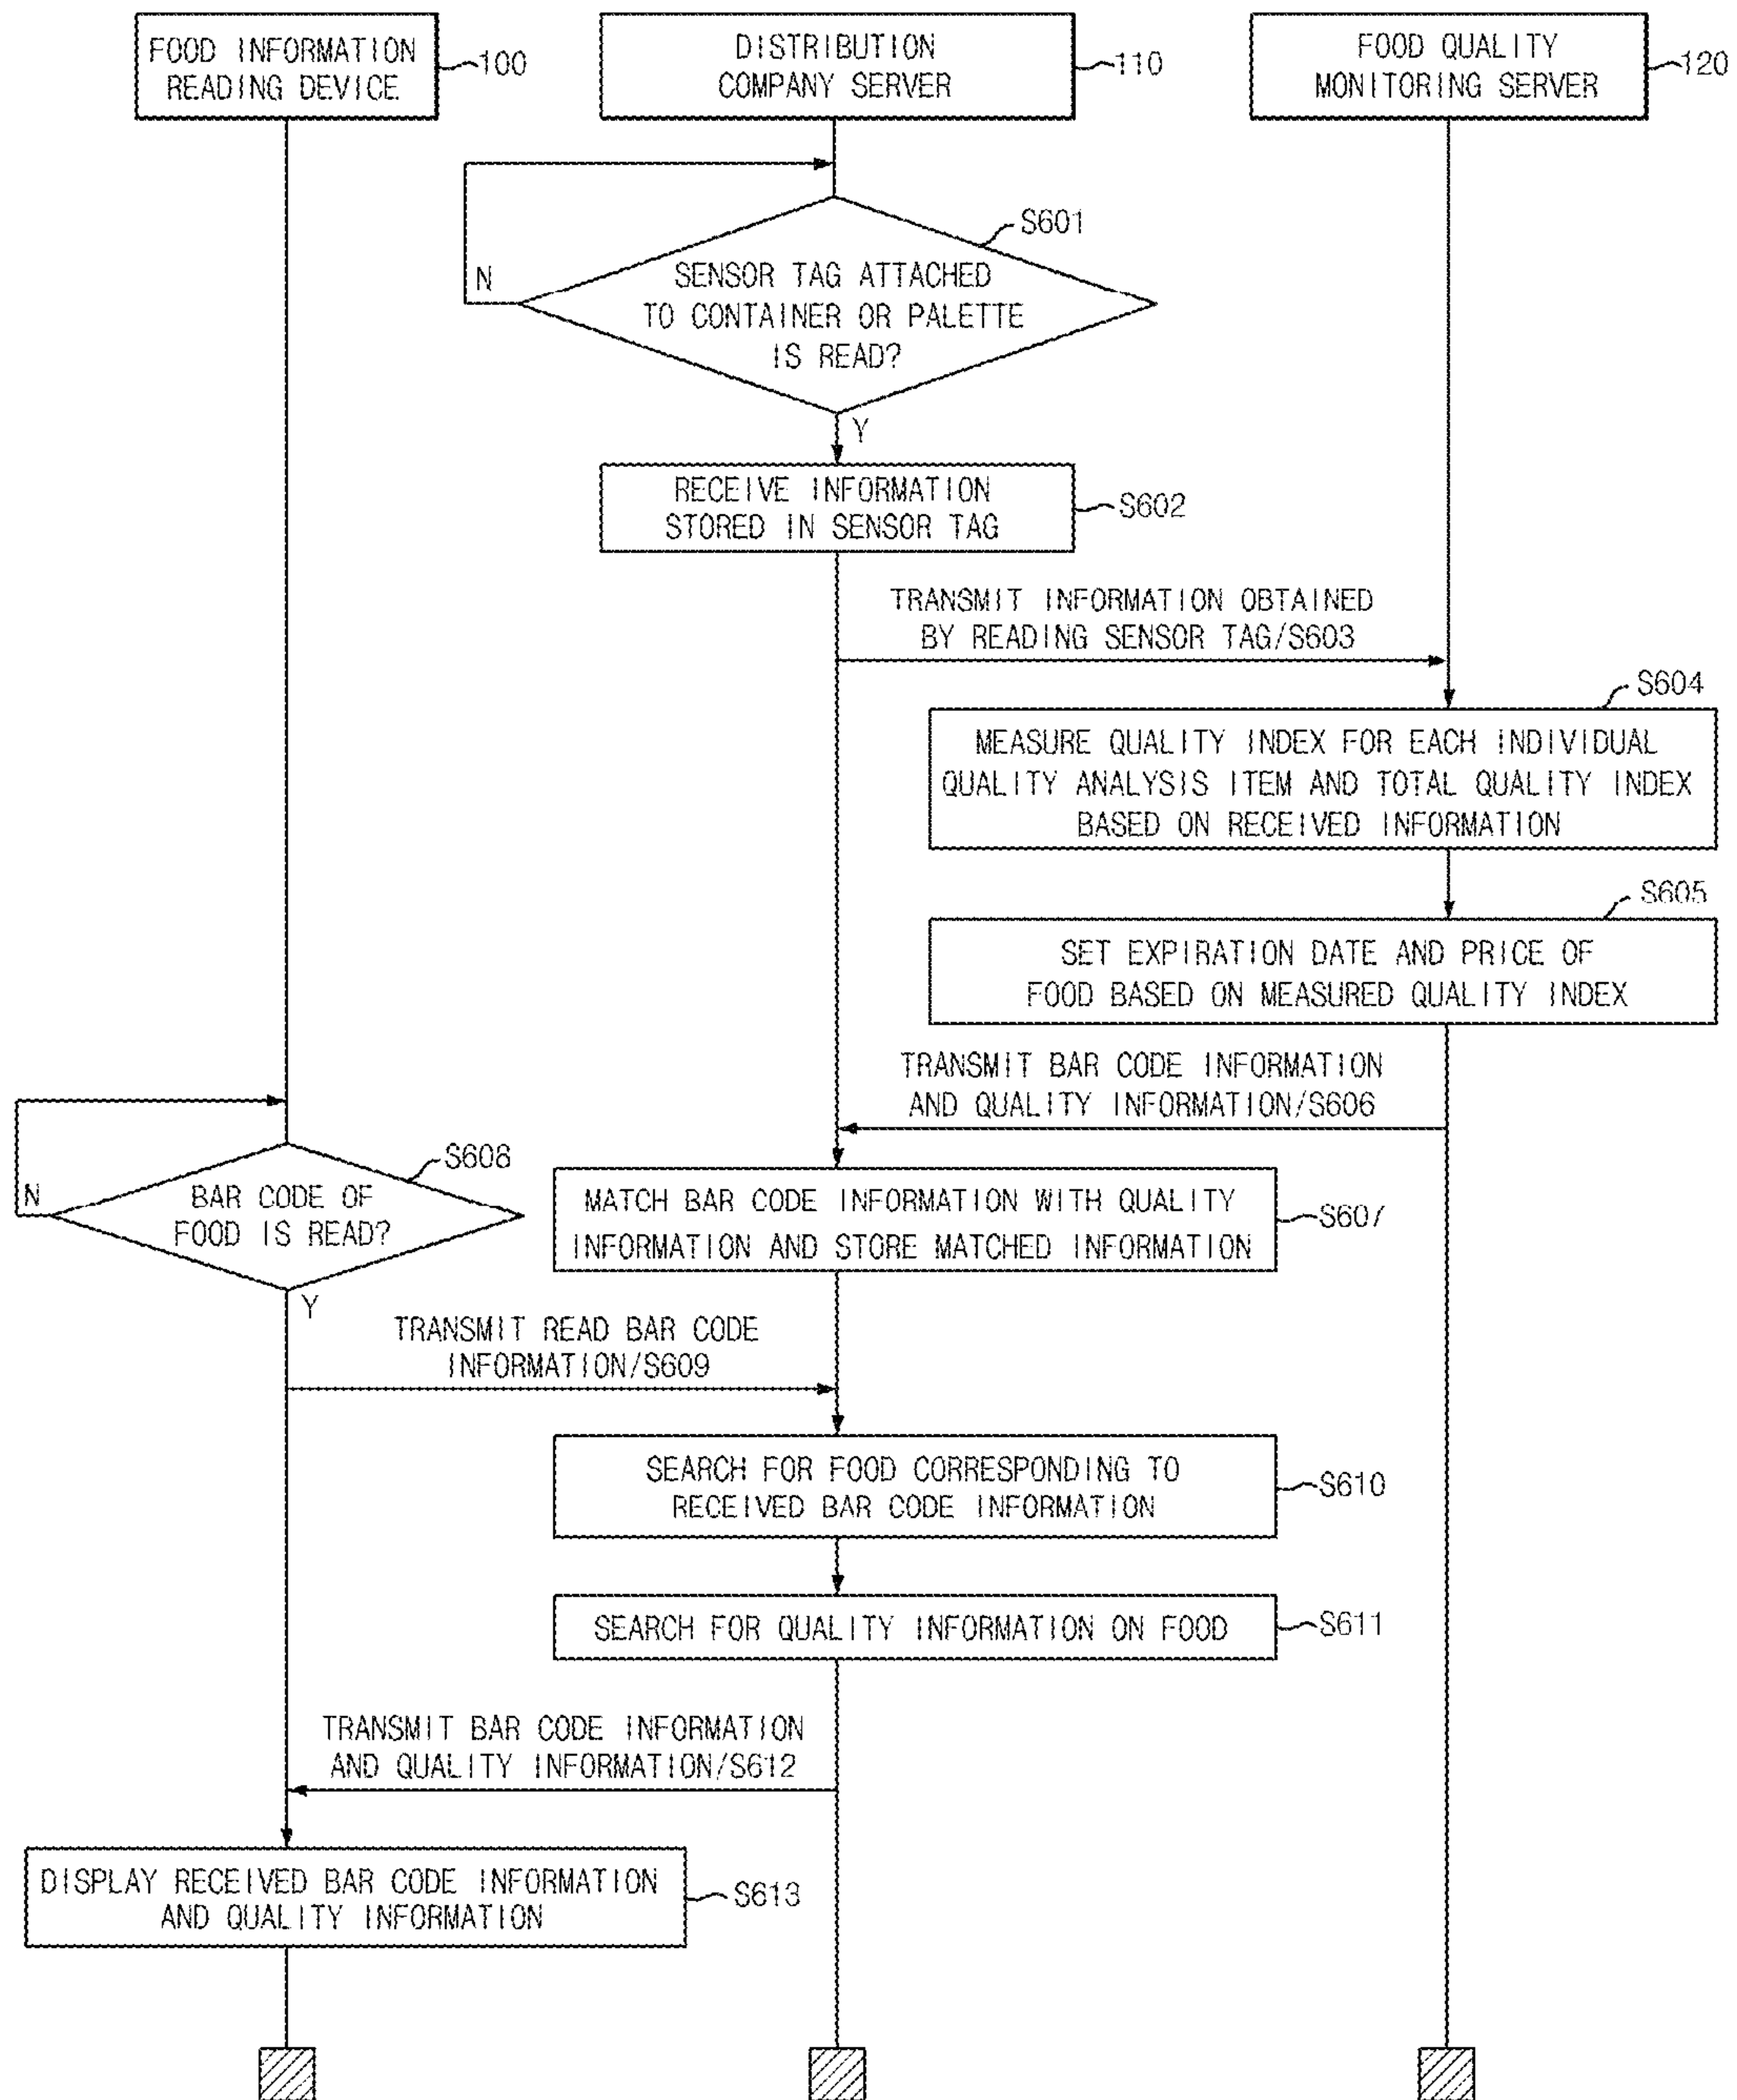 FOOD INFORMATION
READING DEVICE
100
DISTRIBUTION
COMPANY SERVER
110
FOOD QUALITY
MONITORING SERVER
120
S601
N
SENSOR TAG ATTACHED
TO CONTAINER OR PALETTE
IS READ?
Y
RECEIVE INFORMATION
STORED IN SENSOR TAG
S602
TRANSMIT INFORMATION OBTAINED
BY READING SENSOR TAG/S603
S604
MEASURE QUALITY INDEX FOR EACH INDIVIDUAL
QUALITY ANALYSIS ITEM AND TOTAL QUALITY INDEX
BASED ON RECEIVED INFORMATION
S605
SET EXPIRATION DATE AND PRICE OF
FOOD BASED ON MEASURED QUALITY INDEX
TRANSMIT BAR CODE INFORMATION
AND QUALITY INFORMATION/S606
S608
N
BAR CODE OF
FOOD IS READ?
Y
MATCH BAR CODE INFORMATION WITH QUALITY
INFORMATION AND STORE MATCHED INFORMATION
S607
TRANSMIT READ BAR CODE
INFORMATION/S609
SEARCH FOR FOOD CORRESPONDING TO
RECEIVED BAR CODE INFORMATION
S610
SEARCH FOR QUALITY INFORMATION ON FOOD
S611
TRANSMIT BAR CODE INFORMATION
AND QUALITY INFORMATION/S612
DISPLAY RECEIVED BAR CODE INFORMATION
AND QUALITY INFORMATION
S613